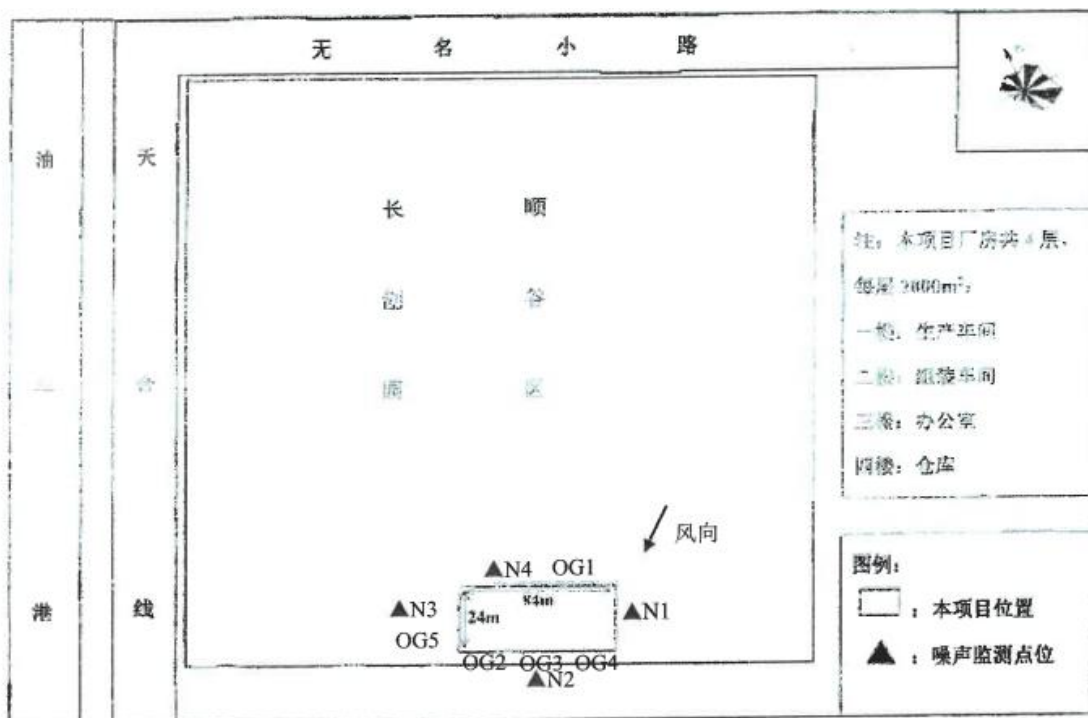 无名小路
油
港
天台线
长顺
创谷
园区
注：本项目厂房共4层，
每层2000m²；
一楼：生产车间
二楼：组装车间
三楼：办公室
四楼：仓库
风向
▲N4 OG1
84m
24m
▲N3
OG5
▲N1
OG2 OG3 OG4
▲N2
图例：
：本项目位置
▲：噪声监测点位